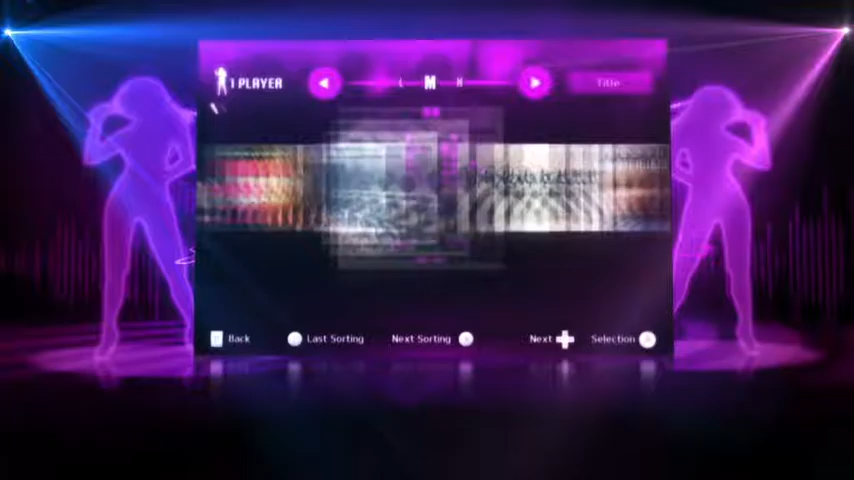 1 PLAYER
L M N
Title
Back
Last Sorting
Next Sorting
Next
Selection